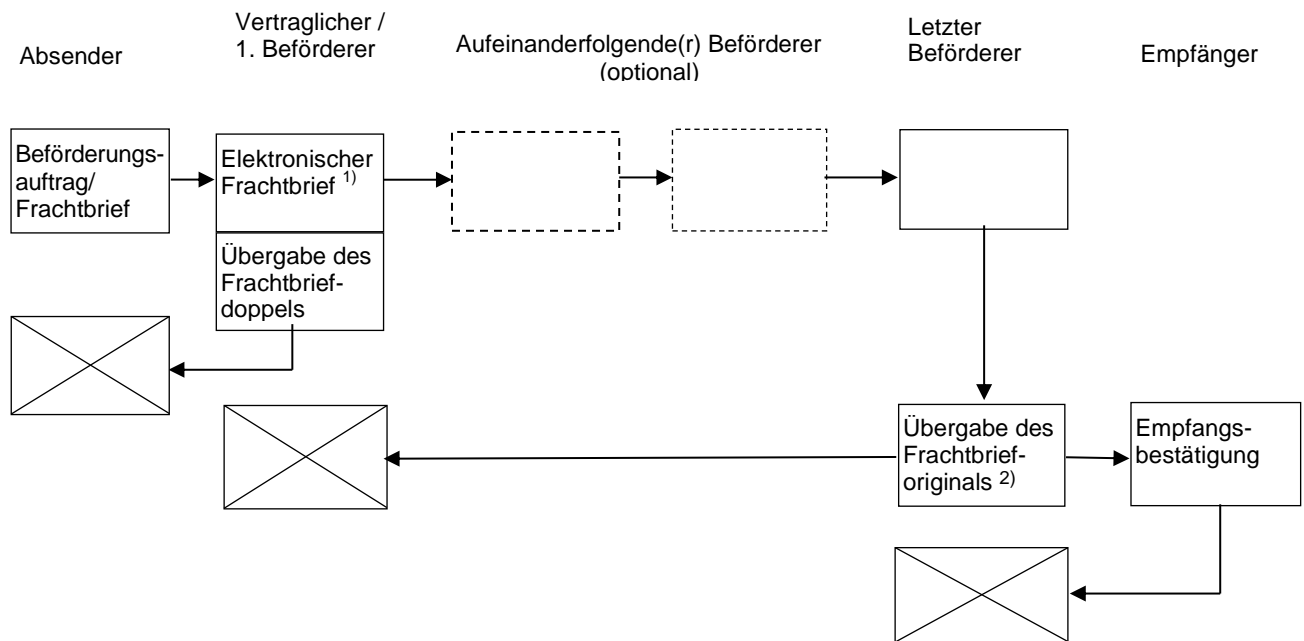 Absender
Vertraglicher /
1. Beförderer
Aufeinanderfolgende(r) Beförderer
(optional)
Letzter
Beförderer
Empfänger
Beförderungs-
auftrag/
Frachtbrief
Elektronischer
Frachtbrief 1)
Übergabe des
Frachtbrief-
doppels
Übergabe des
Frachtbrief-
originals 2)
Empfangs-
bestätigung